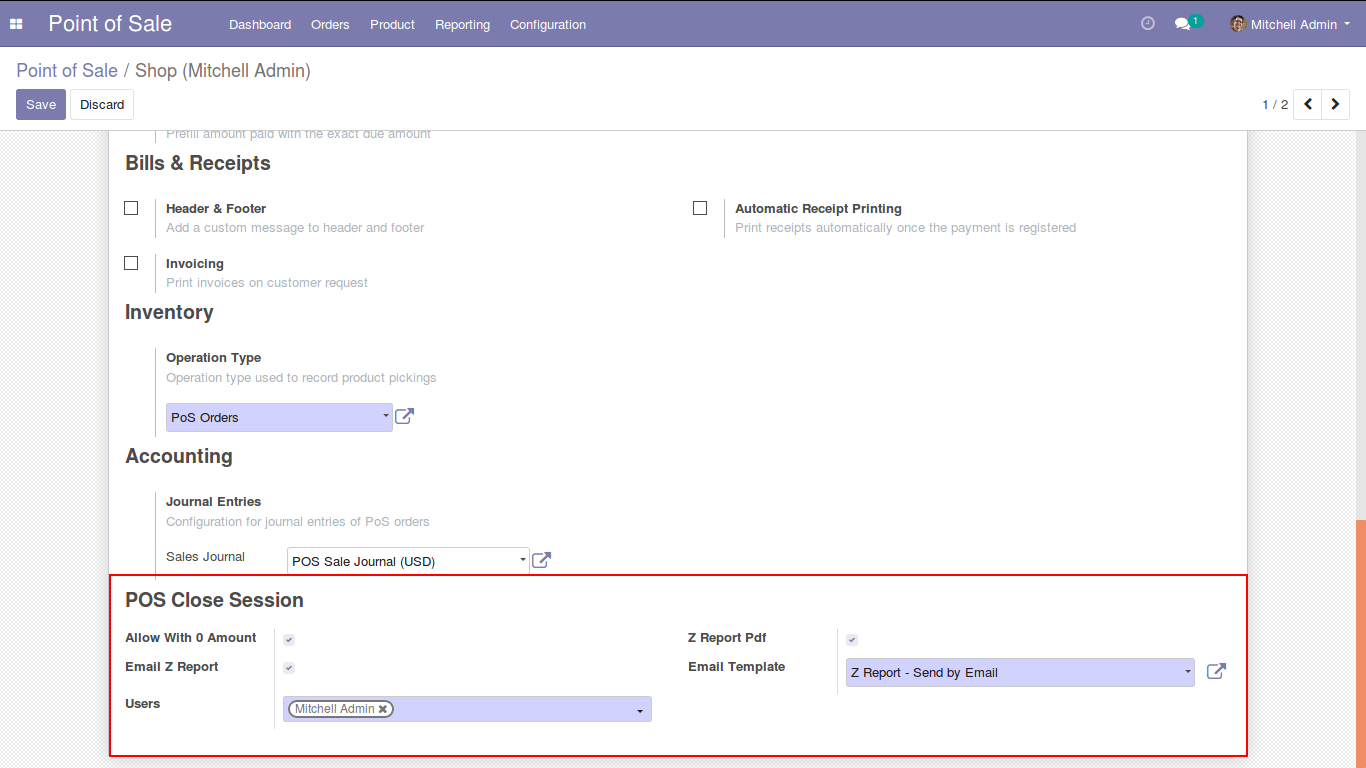 Point of Sale Dashboard Orders Product Reporting Configuration 1 Mitchell Admin
Point of Sale / Shop (Mitchell Admin)
Save Discard 1 / 2
Prefill amount paid with the exact due amount
Bills & Receipts
Header & Footer
Add a custom message to header and footer
Automatic Receipt Printing
Print receipts automatically once the payment is registered
Invoicing
Print invoices on customer request
Inventory
Operation Type
Operation type used to record product pickings
PoS Orders
Accounting
Journal Entries
Configuration for journal entries of PoS orders
Sales Journal POS Sale Journal (USD)
POS Close Session
Allow With 0 Amount Z Report Pdf
Email Z Report Email Template Z Report - Send by Email
Users Mitchell Admin